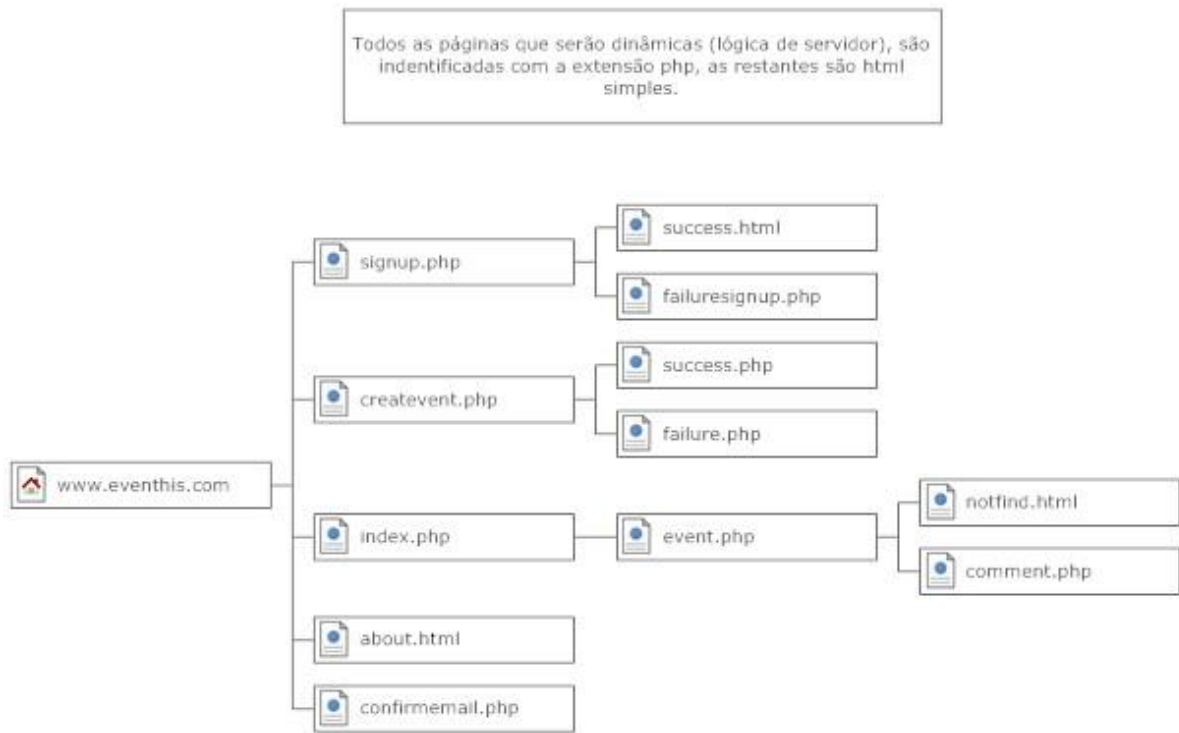 Todos as páginas que serão dinâmicas (lógica de servidor), são
indentificadas com a extensão php, as restantes são html
simples.
www.eventhis.com
signup.php
success.html
failuresignup.php
createvent.php
success.php
failure.php
index.php
event.php
notfind.html
comment.php
about.html
confirmemail.php